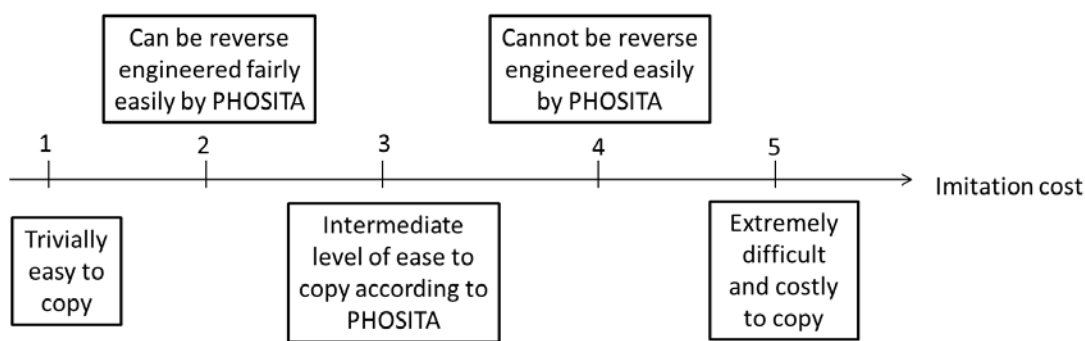 Can be reverse
engineered fairly
easily by PHOSITA
Cannot be reverse
engineered easily
by PHOSITA
1
2
3
4
5
Imitation cost
Trivially
easy to
copy
Intermediate
level of ease to
copy according to
PHOSITA
Extremely
difficult
and costly
to copy